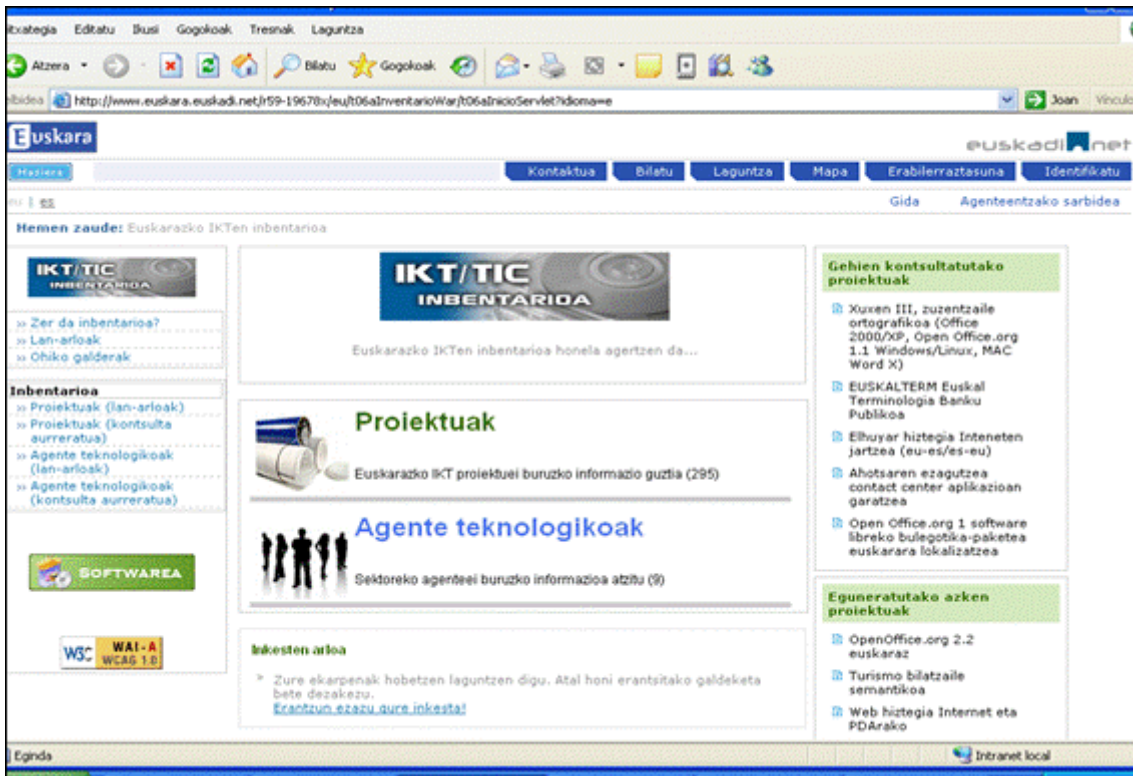 Editatu Ikusi Gogokoak Tresnak Laguntza
Atzera Bilatu Gogokoak
http://www.euskara.euskadi.net/r59-19678x/eu/t06aInventarioWar/t06aInicioServlet?idioma=e Joan
Euskara
euskadi net
Hasiera Kontaktua Bilatu Laguntza Mapa Erabilerraztasuna Identifikatu
eu | es Gida Agenteentzako sarbidea
Hemen zaude: Euskarazko IKTen inbentarioa
IKT/TIC
INBENTARIOA
» Zer da inbentarioa?
» Lan-arloak
» Ohiko galderak
Inbentarioa
» Proiektuak (lan-arloak)
» Proiektuak (kontsulta
aurreratua)
» Agente teknologikoak
(lan-arloak)
» Agente teknologikoak
(kontsulta aurreratua)
SOFTWAREA
W3C WAI-A
WCAG 1.0
IKT/TIC
INBENTARIOA
Euskarazko IKTen inbentarioa honela agertzen da...
Proiektuak
Euskarazko IKT proiektuei buruzko informazio guztia (295)
Agente teknologikoak
Sektoreko agenteei buruzko informazioa atzitu (9)
Inkesten arloa
Zure ekarpenak hobetzen laguntzen digu. Atal honi erantsitako galdeketa
bete dezakezu.
Erantzun ezazu gure inkesta!
Gehien kontsultatutako
proiektuak
Xuxen III, zuzentzaile
ortografikoa (Office
2000/XP, Open Office.org
1.1 Windows/Linux, MAC
Word X)
EUSKALTERM Euskal
Terminologia Banku
Publikoa
Elhuyar hiztegia Inteneten
jartzea (eu-es/es-eu)
Ahotsaren ezagutzea
contact center aplikazioan
garatzea
Open Office.org 1 software
libreko bulegotika-paketea
euskarara lokalizatzea
Eguneratutako azken
proiektuak
OpenOffice.org 2.2
euskaraz
Turismo bilatzaile
semantikoa
Web hiztegia Internet eta
PDArako
Eginda Intranet local